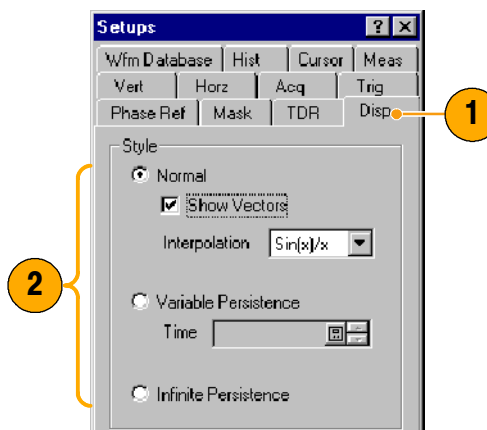 Setups
Wfm Database Hist Cursor Meas
Vert Horz Acq Trig
Phase Ref Mask TDR Disp
1
Style
Normal
Show Vectors
Interpolation Sin(x)/x
2
Variable Persistence
Time
Infinite Persistence